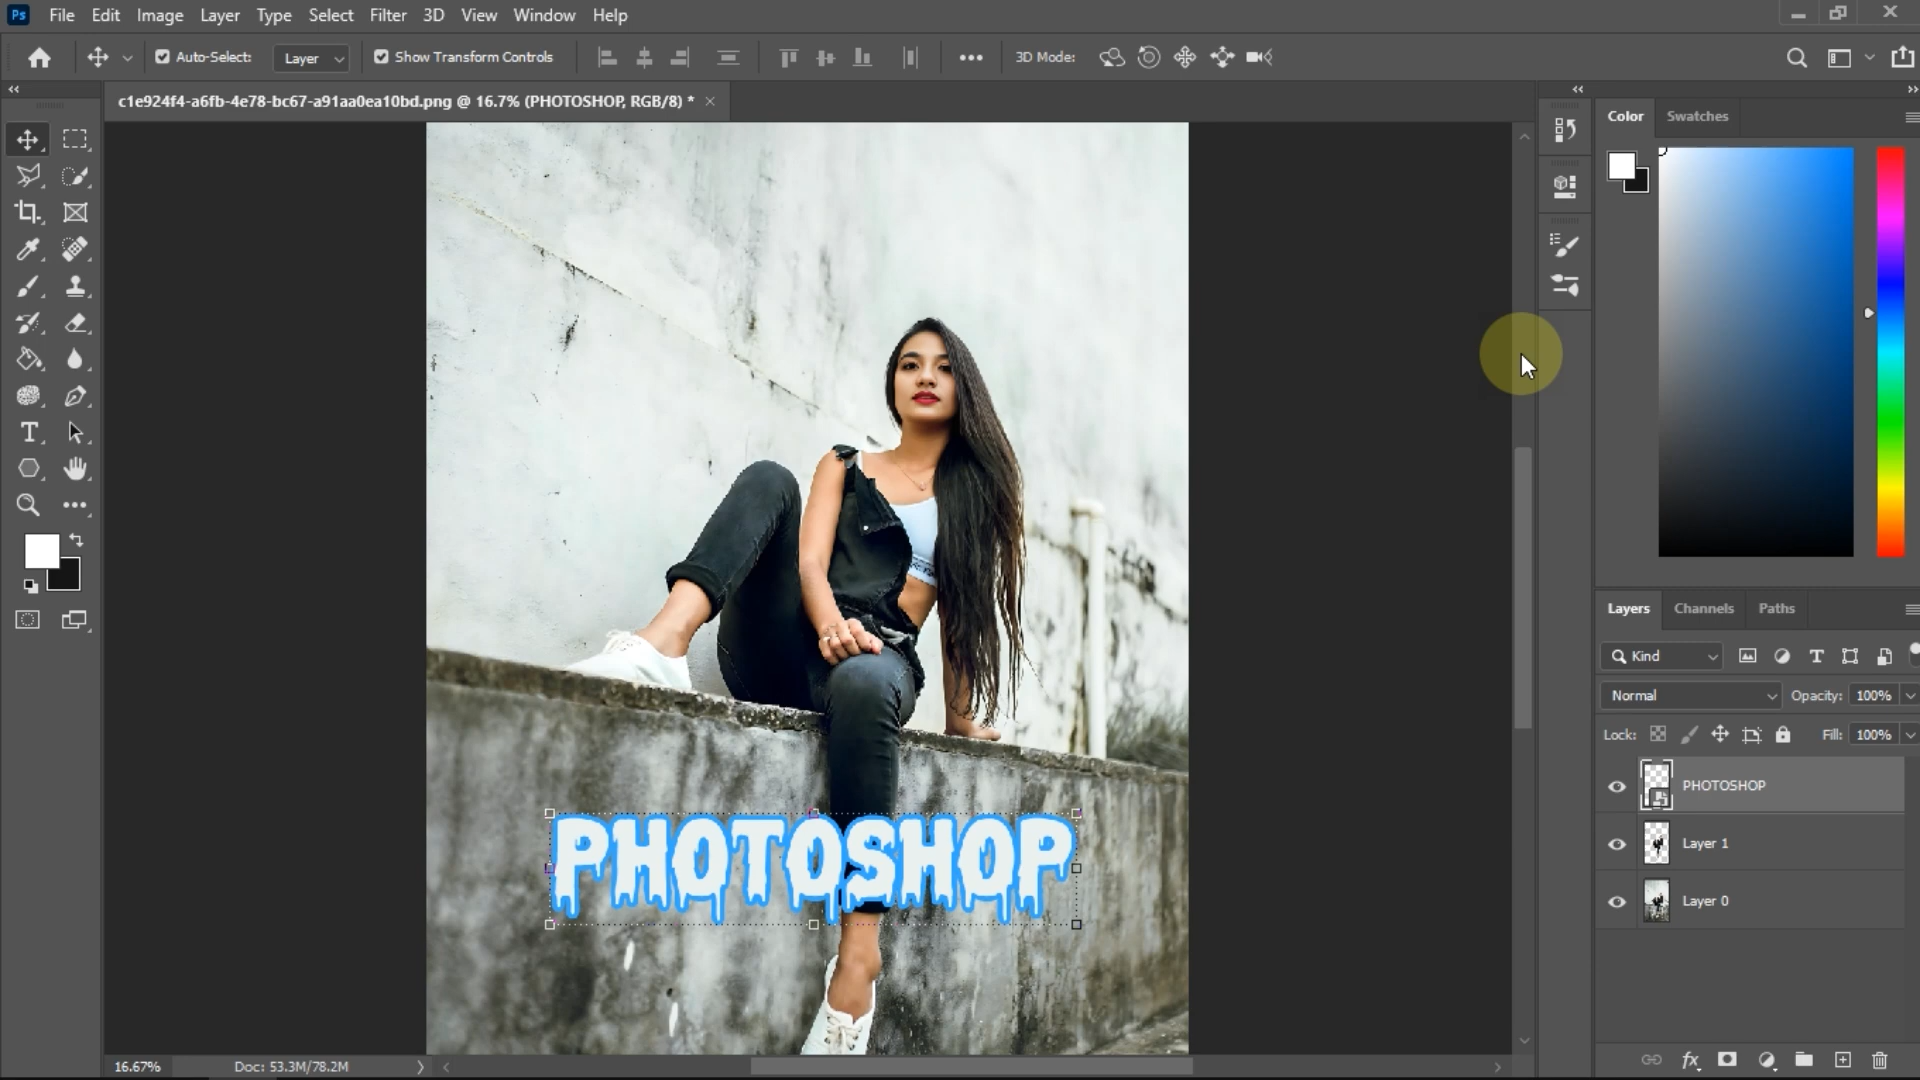 Ps File Edit Image Layer Type Select Filter 3D View Window Help
Auto-Select: Layer Show Transform Controls 3D Mode:
c1e924f4-a6fb-4e78-bc67-a91aa0ea10bd.png @ 16.7% (PHOTOSHOP, RGB/8) *
Color Swatches
PHOTOSHOP
Layers Channels Paths
Kind
Normal Opacity: 100%
Lock: Fill: 100%
PHOTOSHOP
Layer 1
Layer 0
fx
16.67% Doc: 53.3M/78.2M